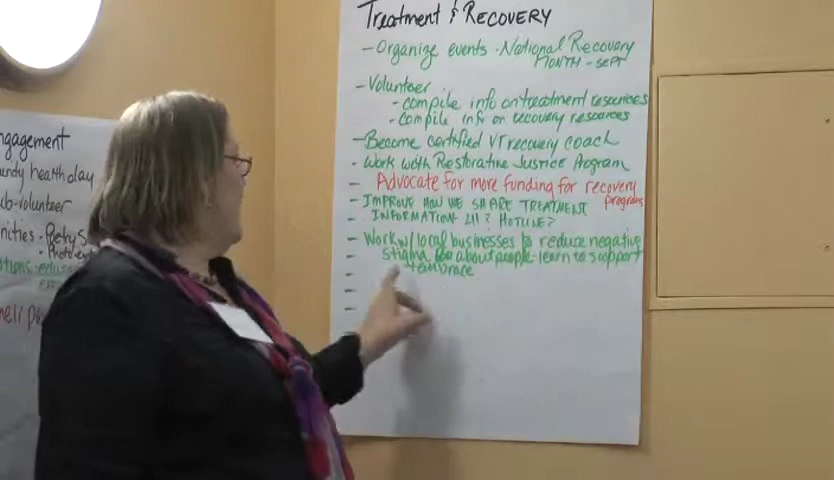 Treatment & RECOVERY
- ORGANIZE events · National Recovery
MONTH - SEPT
- Volunteer
- compile info on treatment resources
- compile info on recovery resources
- Become certified VT recovery coach
- Work with Restorative Justice Program
- ADVOCATE FOR MORE FUNDING FOR RECOVERY
programs
- IMPROVE HOW WE SHARE TREATMENT
- INFORMATION 211? HOTLINE?
- Work w/ local businesses to reduce negative
- stigma about people learn to support
- + embrace
-
-
ngagement
health day
volunteer
nities · Poetry S